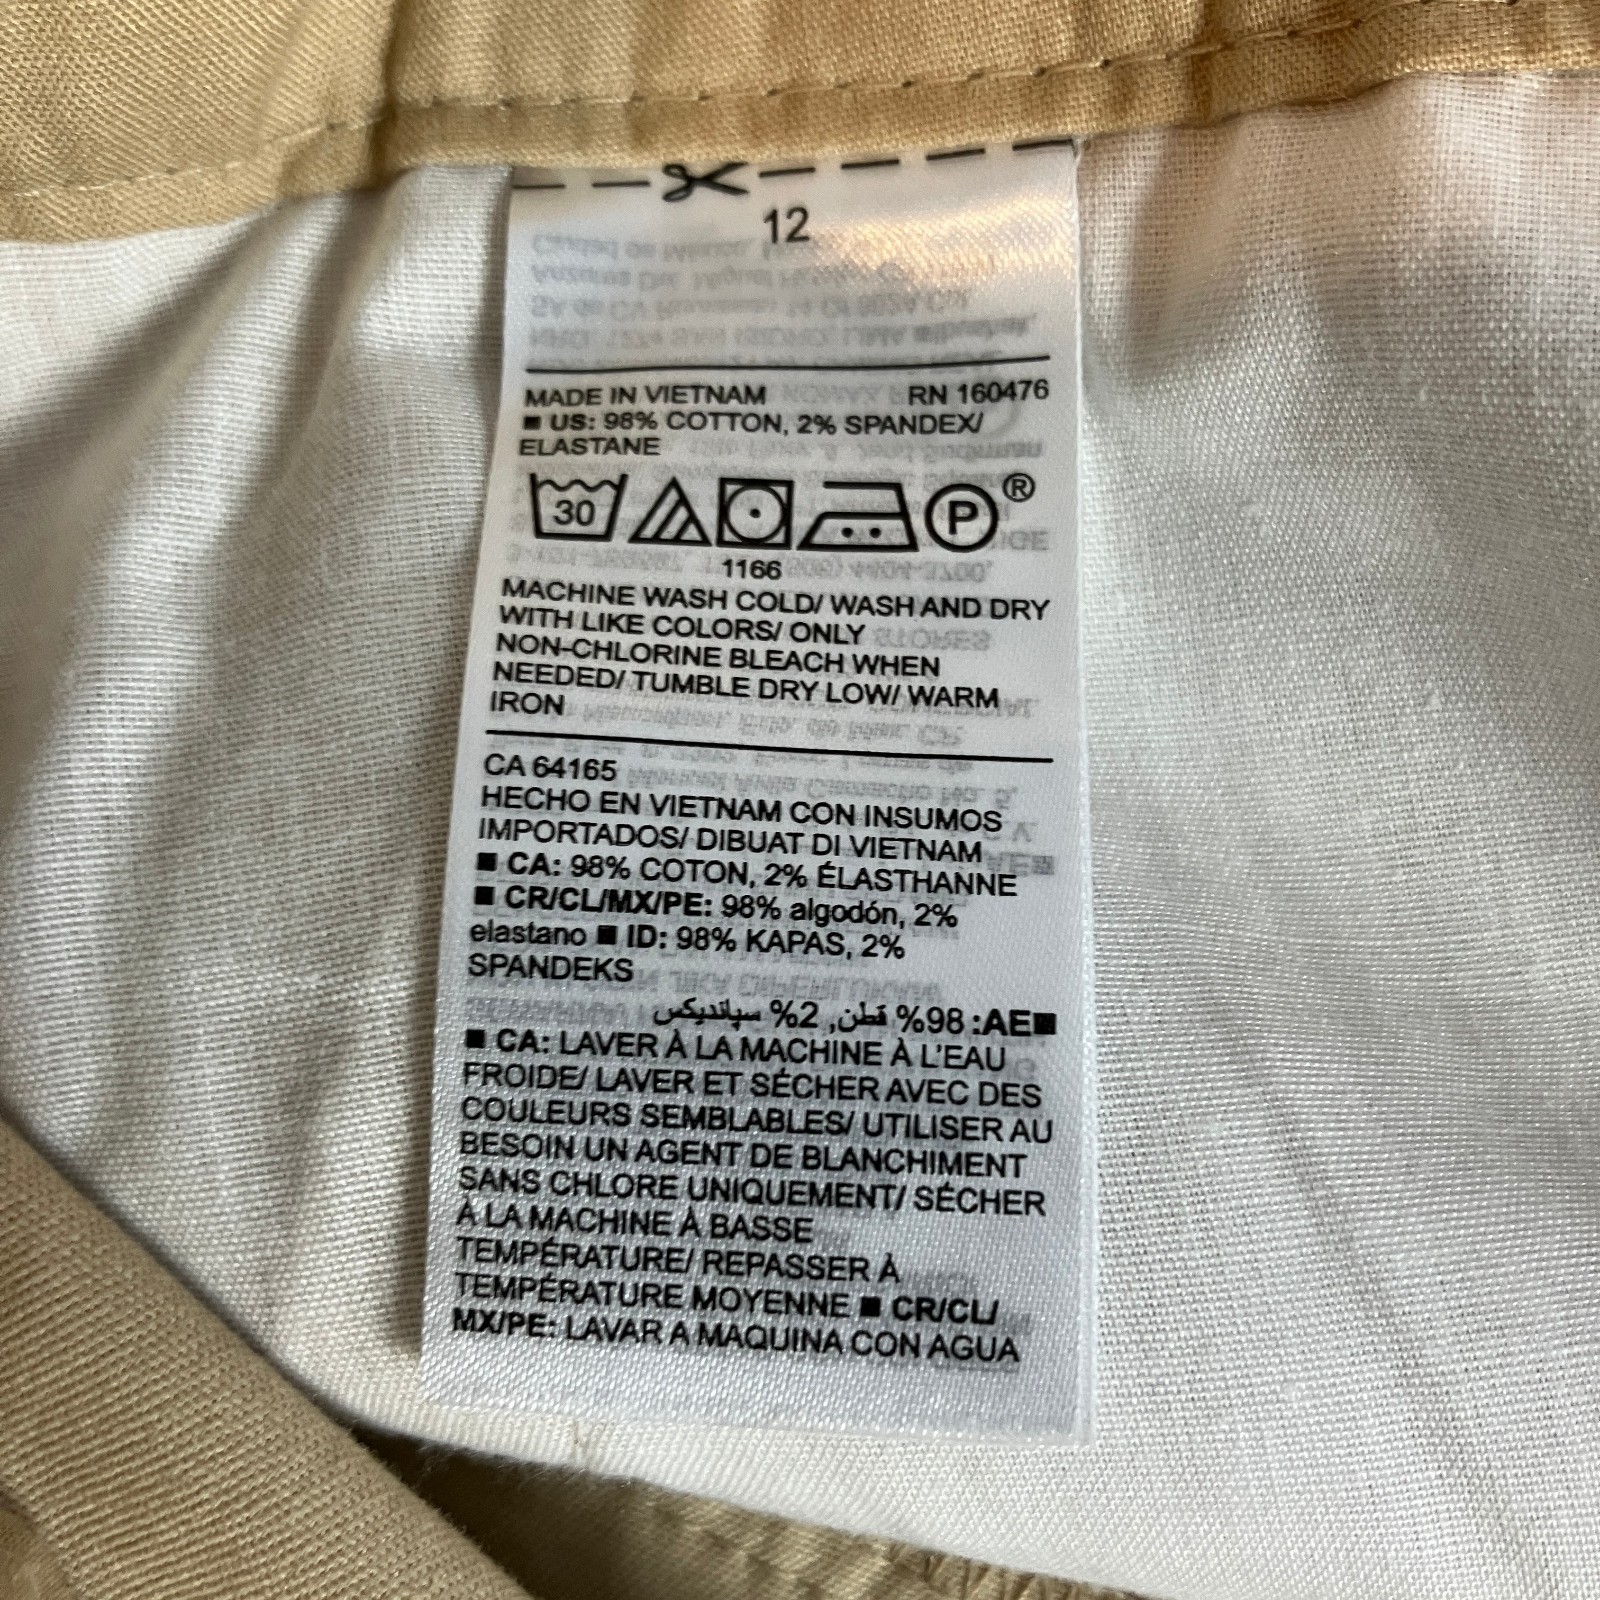 12
MADE IN VIETNAM RN 160476
■ US: 98% COTTON, 2% SPANDEX/
ELASTANE
30 P ®
1166
MACHINE WASH COLD/ WASH AND DRY
WITH LIKE COLORS/ ONLY
NON-CHLORINE BLEACH WHEN
NEEDED/ TUMBLE DRY LOW/ WARM
IRON
CA 64165
HECHO EN VIETNAM CON INSUMOS
IMPORTADOS/ DIBUAT DI VIETNAM
■ CA: 98% COTON, 2% ÉLASTHANNE
■ CR/CL/MX/PE: 98% algodón, 2%
elastano ■ ID: 98% KAPAS, 2%
SPANDEKS
■AE: 98% قطن, 2% سپانديكس
■ CA: LAVER À LA MACHINE À L'EAU
FROIDE/ LAVER ET SÉCHER AVEC DES
COULEURS SEMBLABLES/ UTILISER AU
BESOIN UN AGENT DE BLANCHIMENT
SANS CHLORE UNIQUEMENT/ SÉCHER
À LA MACHINE À BASSE
TEMPÉRATURE/ REPASSER À
TEMPÉRATURE MOYENNE ■ CR/CL/
MX/PE: LAVAR A MAQUINA CON AGUA